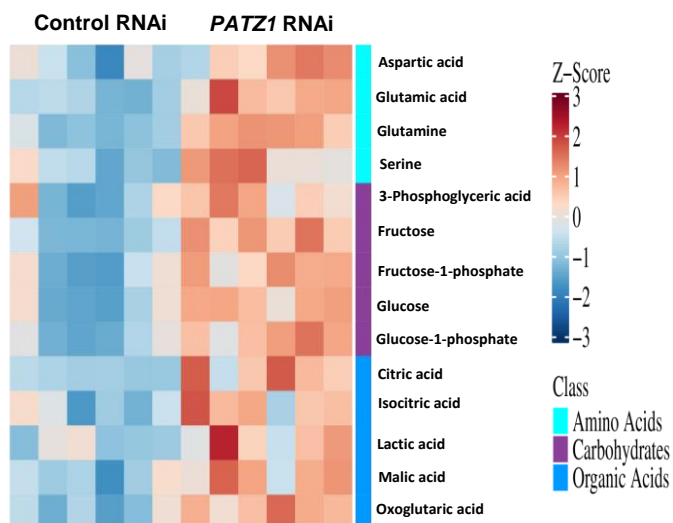 Control RNAi PATZ1 RNAi
Aspartic acid
Glutamic acid
Glutamine
Serine
3-Phosphoglyceric acid
Fructose
Fructose-1-phosphate
Glucose
Glucose-1-phosphate
Citric acid
Isocitric acid
Lactic acid
Malic acid
Oxoglutaric acid
Z-Score
3
2
1
0
-1
-2
-3
Class
Amino Acids
Carbohydrates
Organic Acids